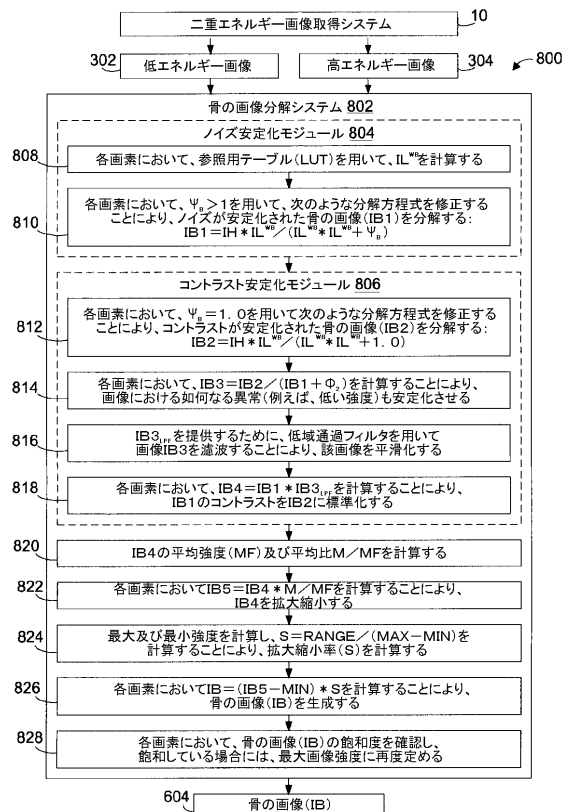 二重エネルギー画像取得システム
10
302
低エネルギー画像
高エネルギー画像
304
800
骨の画像分解システム 802
ノイズ安定化モジュール 804
808
各画素において、参照用テーブル(LUT)を用いて、IL^WBを計算する
810
各画素において、Ψ_B>1を用いて、次のような分解方程式を修正する
ことにより、ノイズが安定化された骨の画像(IB1)を分解する:
IB1=IH*IL^WB/(IL^WB*IL^WB+Ψ_B)
コントラスト安定化モジュール 806
812
各画素において、Ψ_B=1.0を用いて次のような分解方程式を修正する
ことにより、コントラストが安定化された骨の画像(IB2)を分解する:
IB2=IH*IL^WB/(IL^WB*IL^WB+1.0)
814
各画素において、IB3=IB2/(IB1+Φ_2)を計算することにより、
画像における如何なる異常(例えば、低い強度)も安定化させる
816
IB3_LPFを提供するために、低域通過フィルタを用いて
画像IB3を濾波することにより、該画像を平滑化する
818
各画素において、IB4=IB1*IB3_LPFを計算することにより、
IB1のコントラストをIB2に標準化する
820
IB4の平均強度(MF)及び平均比M/MFを計算する
822
各画素においてIB5=IB4*M/MFを計算することにより、
IB4を拡大縮小する
824
最大及び最小強度を計算し、S=RANGE/(MAX-MIN)を
計算することにより、拡大縮小率(S)を計算する
826
各画素においてIB=(IB5-MIN)*Sを計算することにより、
骨の画像(IB)を生成する
828
各画素において、骨の画像(IB)の飽和度を確認し、
飽和している場合には、最大画像強度に再度定める
604
骨の画像(IB)